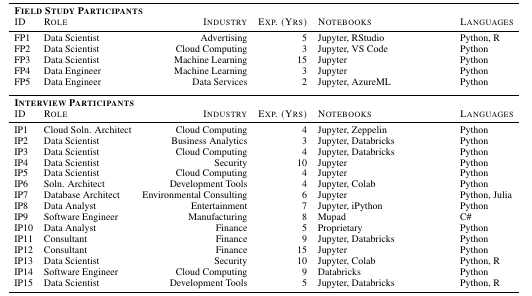 FIELD STUDY PARTICIPANTS
ID ROLE INDUSTRY EXP. (YRS) NOTEBOOKS LANGUAGES
FP1 Data Scientist Advertising 5 Jupyter, RStudio Python, R
FP2 Data Scientist Cloud Computing 3 Jupyter, VS Code Python
FP3 Data Scientist Machine Learning 15 Jupyter Python
FP4 Data Engineer Machine Learning 3 Jupyter Python
FP5 Data Engineer Data Services 2 Jupyter, AzureML Python
INTERVIEW PARTICIPANTS
ID ROLE INDUSTRY EXP. (YRS) NOTEBOOKS LANGUAGES
IP1 Cloud Soln. Architect Cloud Computing 4 Jupyter, Zeppelin Python
IP2 Data Scientist Business Analytics 3 Jupyter, Databricks Python
IP3 Data Scientist Cloud Computing 4 Jupyter, Databricks Python
IP4 Data Scientist Security 10 Jupyter Python
IP5 Data Scientist Cloud Computing 4 Jupyter Python
IP6 Soln. Architect Development Tools 4 Jupyter, Colab Python
IP7 Database Architect Environmental Consulting 6 Jupyter Python, Julia
IP8 Data Analyst Entertainment 7 Jupyter, iPython Python
IP9 Software Engineer Manufacturing 8 Mupad C#
IP10 Data Analyst Finance 5 Proprietary Python
IP11 Consultant Finance 9 Jupyter, Databricks Python
IP12 Consultant Finance 15 Jupyter Python
IP13 Data Scientist Security 10 Jupyter, Colab Python, R
IP14 Software Engineer Cloud Computing 9 Databricks Python
IP15 Data Scientist Development Tools 5 Jupyter, Databricks Python, R